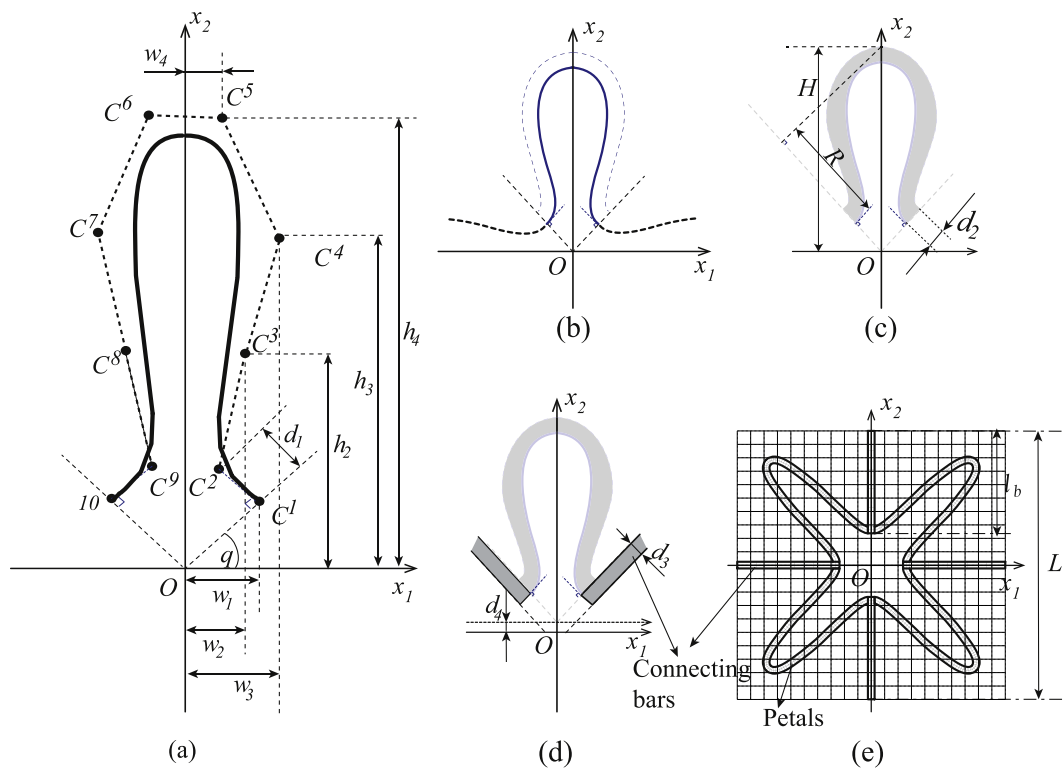 x2
w4
C6
C5
C7
C4
C8
C3
h4
h3
h2
d1
C9
C2
10
C1
q
O
w1
x1
w2
w3
(a)
x2
O
x1
(b)
x2
H
R
d2
O
(c)
x2
d3
d4
O
x1
Connecting
bars
(d)
x2
lb
O
x1
L
Petals
(e)